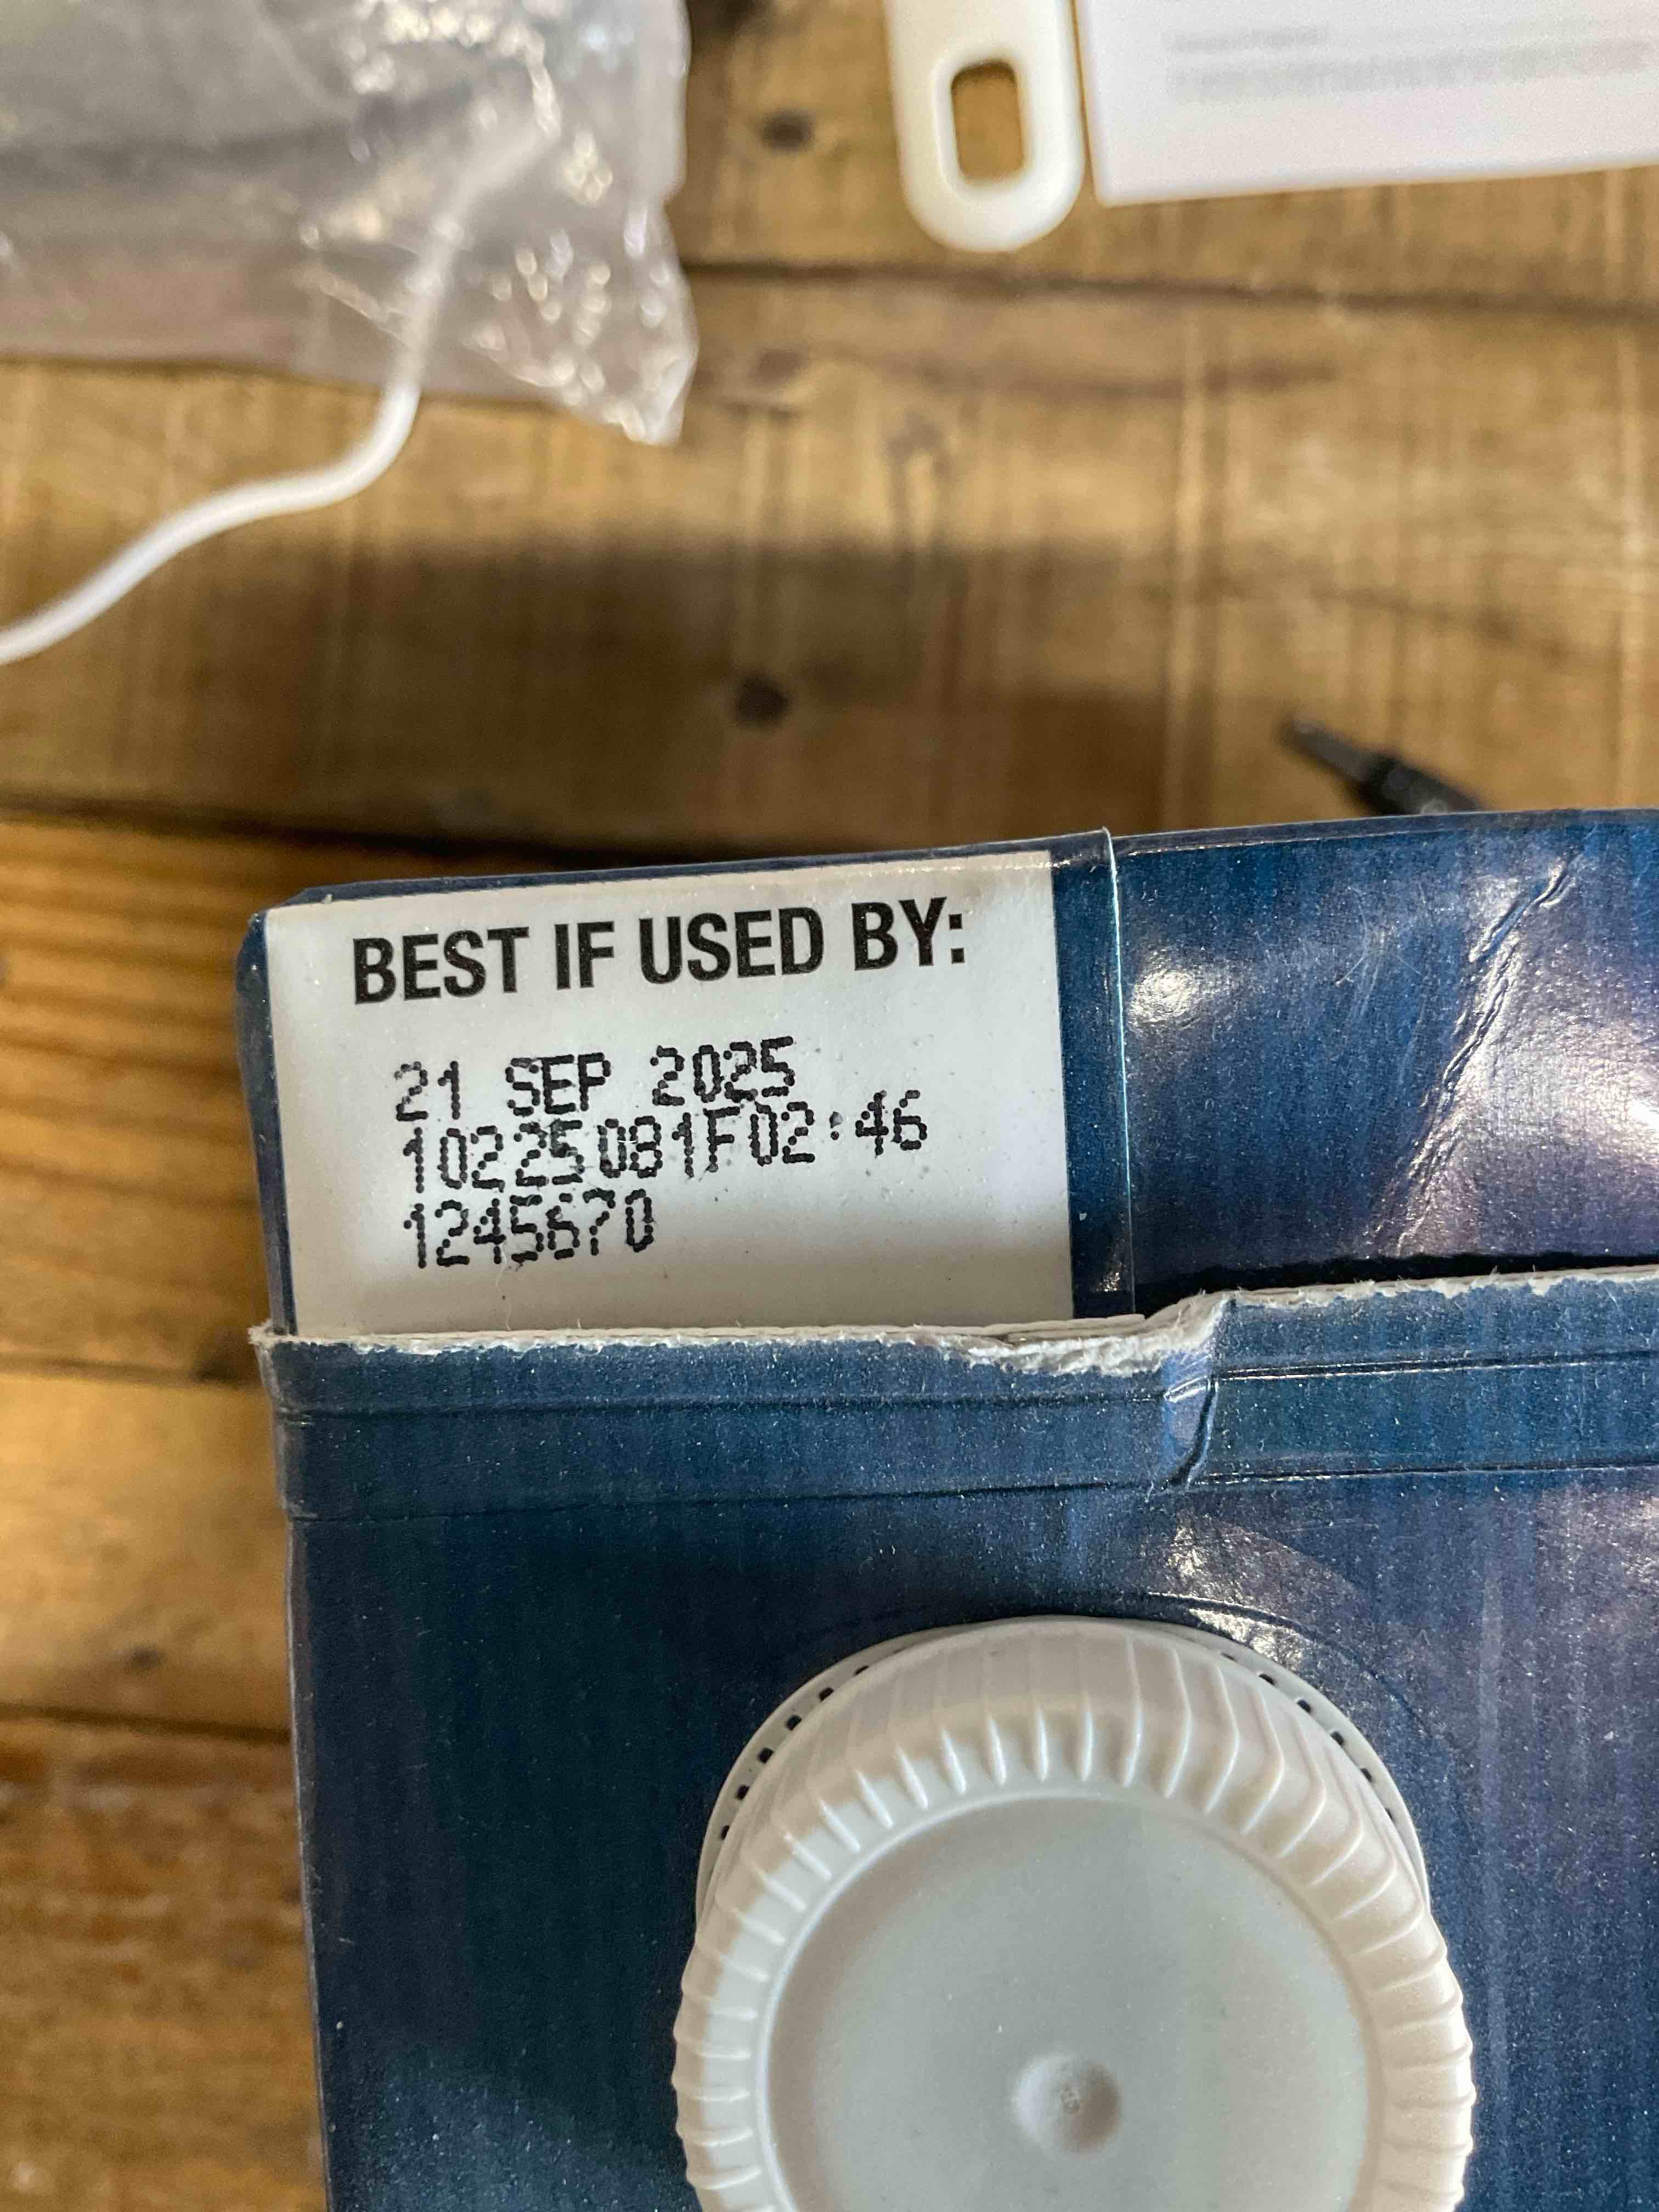 BEST IF USED BY:
21 SEP 2025
10225081F02:46
1245670